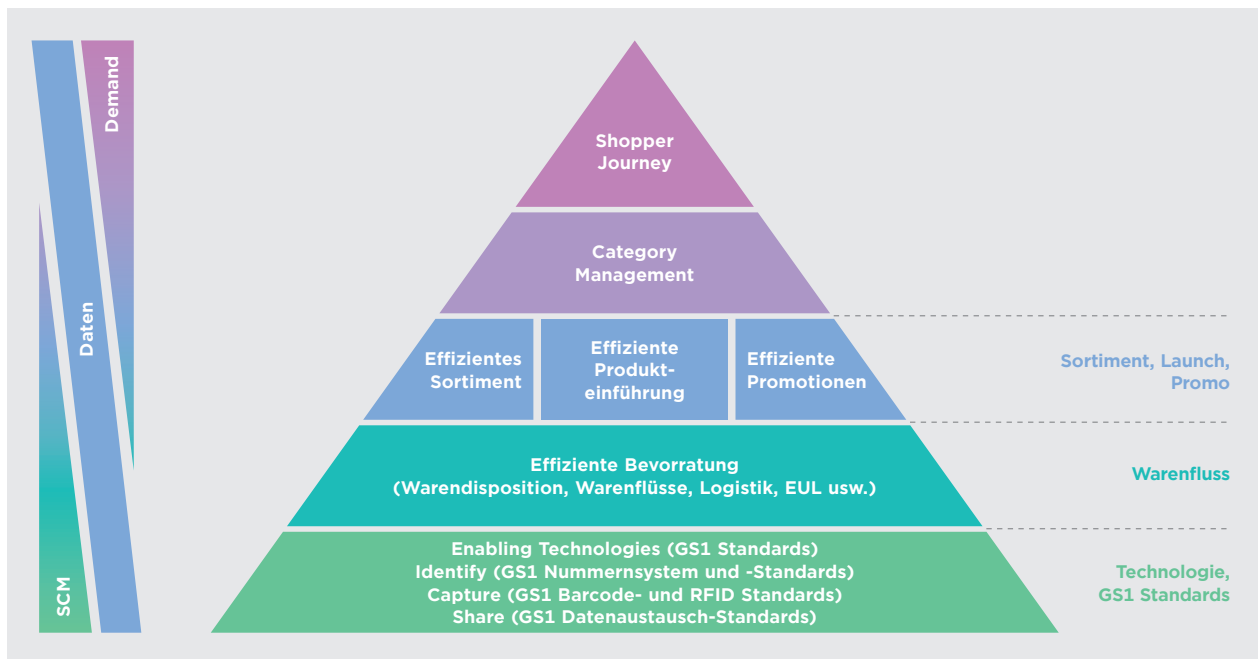 Demand
Daten
SCM
Shopper
Journey
Category
Management
Effizientes
Sortiment
Effiziente
Produkt-
einführung
Effiziente
Promotionen
Sortiment, Launch,
Promo
Effiziente Bevorratung
(Warendisposition, Warenflüsse, Logistik, EUL usw.)
Warenfluss
Enabling Technologies (GS1 Standards)
Identify (GS1 Nummernsystem und -Standards)
Capture (GS1 Barcode- und RFID Standards)
Share (GS1 Datenaustausch-Standards)
Technologie,
GS1 Standards